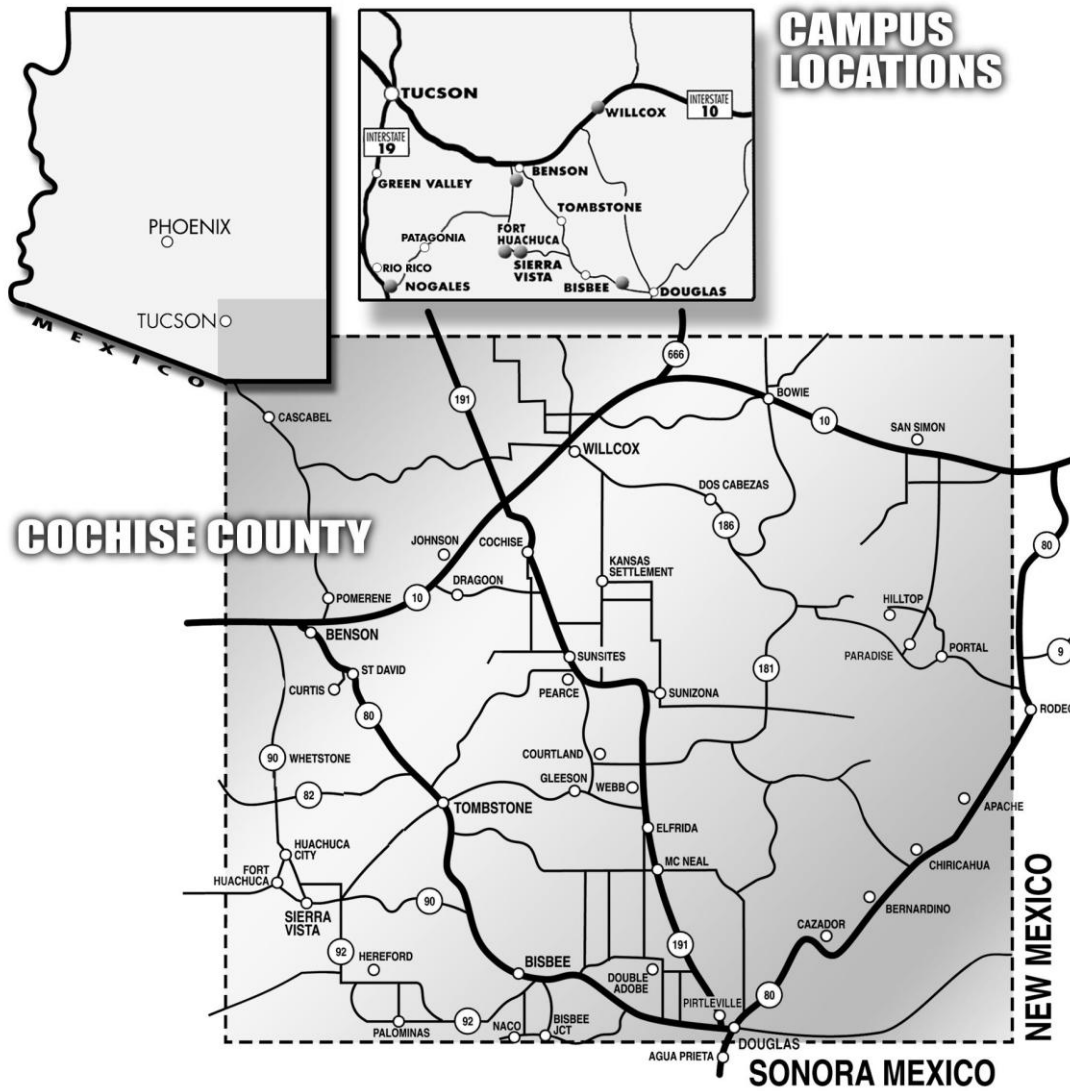 CAMPUS
LOCATIONS
PHOENIX
TUCSON
MEXICO
TUCSON
INTERSTATE
19
INTERSTATE
10
WILLCOX
BENSON
GREEN VALLEY
TOMBSTONE
FORT
HUACHUCA
PATAGONIA
SIERRA
VISTA
RIO RICO
NOGALES
BISBEE
DOUGLAS
COCHISE COUNTY
666
191
BOWIE
10
CASCABEL
SAN SIMON
WILLCOX
DOS CABEZAS
186
80
JOHNSON
COCHISE
KANSAS
SETTLEMENT
DRAGOON
10
POMERENE
HILLTOP
BENSON
PARADISE
PORTAL
9
ST DAVID
SUNSITES
181
CURTIS
PEARCE
SUNIZONA
80
RODEO
90
WHETSTONE
COURTLAND
GLEESON
WEBB
82
TOMBSTONE
APACHE
ELFRIDA
HUACHUCA
CITY
CHIRICAHUA
FORT
HUACHUCA
MC NEAL
SIERRA
VISTA
90
BERNARDINO
CAZADOR
92
191
HEREFORD
BISBEE
DOUBLE
ADOBE
80
PIRTLEVILLE
92
PALOMINAS
NACO
BISBEE
JCT
DOUGLAS
AGUA PRIETA
NEW MEXICO
SONORA MEXICO